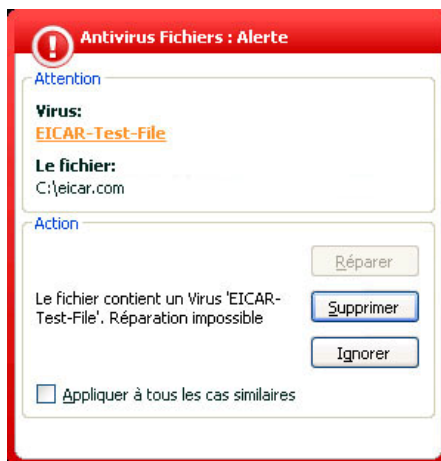 Antivirus Fichiers : Alerte
Attention
Virus:
EICAR-Test-File
Le fichier:
C:\eicar.com
Action
Réparer
Le fichier contient un Virus 'EICAR-
Test-File'. Réparation impossible
Supprimer
Ignorer
Appliquer à tous les cas similaires